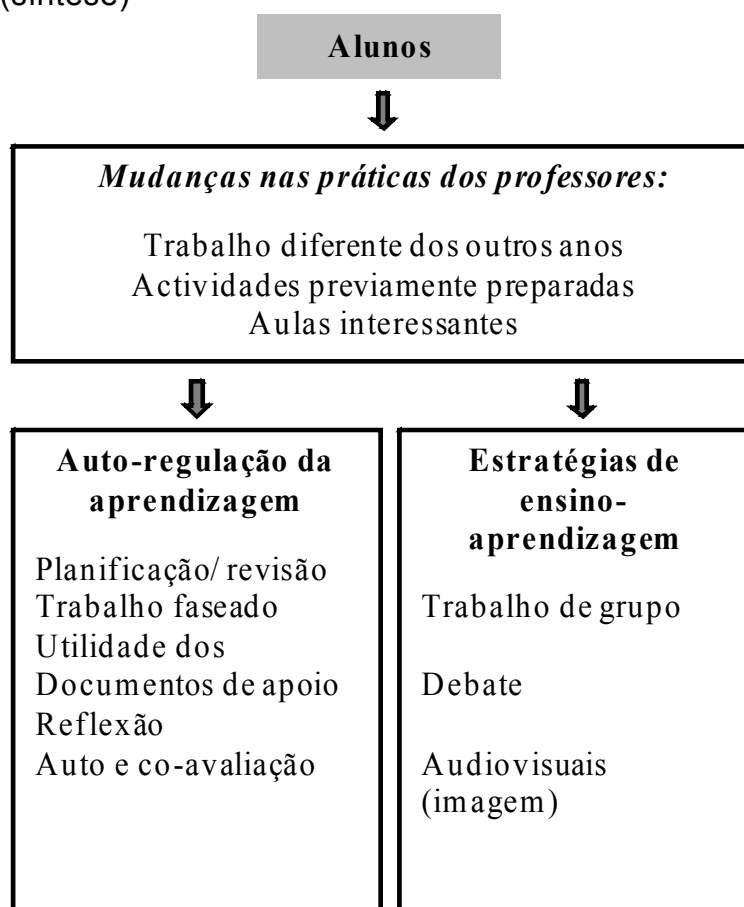 (síntese)
Alunos
Mudanças nas práticas dos professores:
Trabalho diferente dos outros anos
Actividades previamente preparadas
Aulas interessantes
Auto-regulação da
aprendizagem
Planificação/ revisão
Trabalho faseado
Utilidade dos
Documentos de apoio
Reflexão
Auto e co-avaliação
Estratégias de
ensino-
aprendizagem
Trabalho de grupo
Debate
Audiovisuais
(imagem)